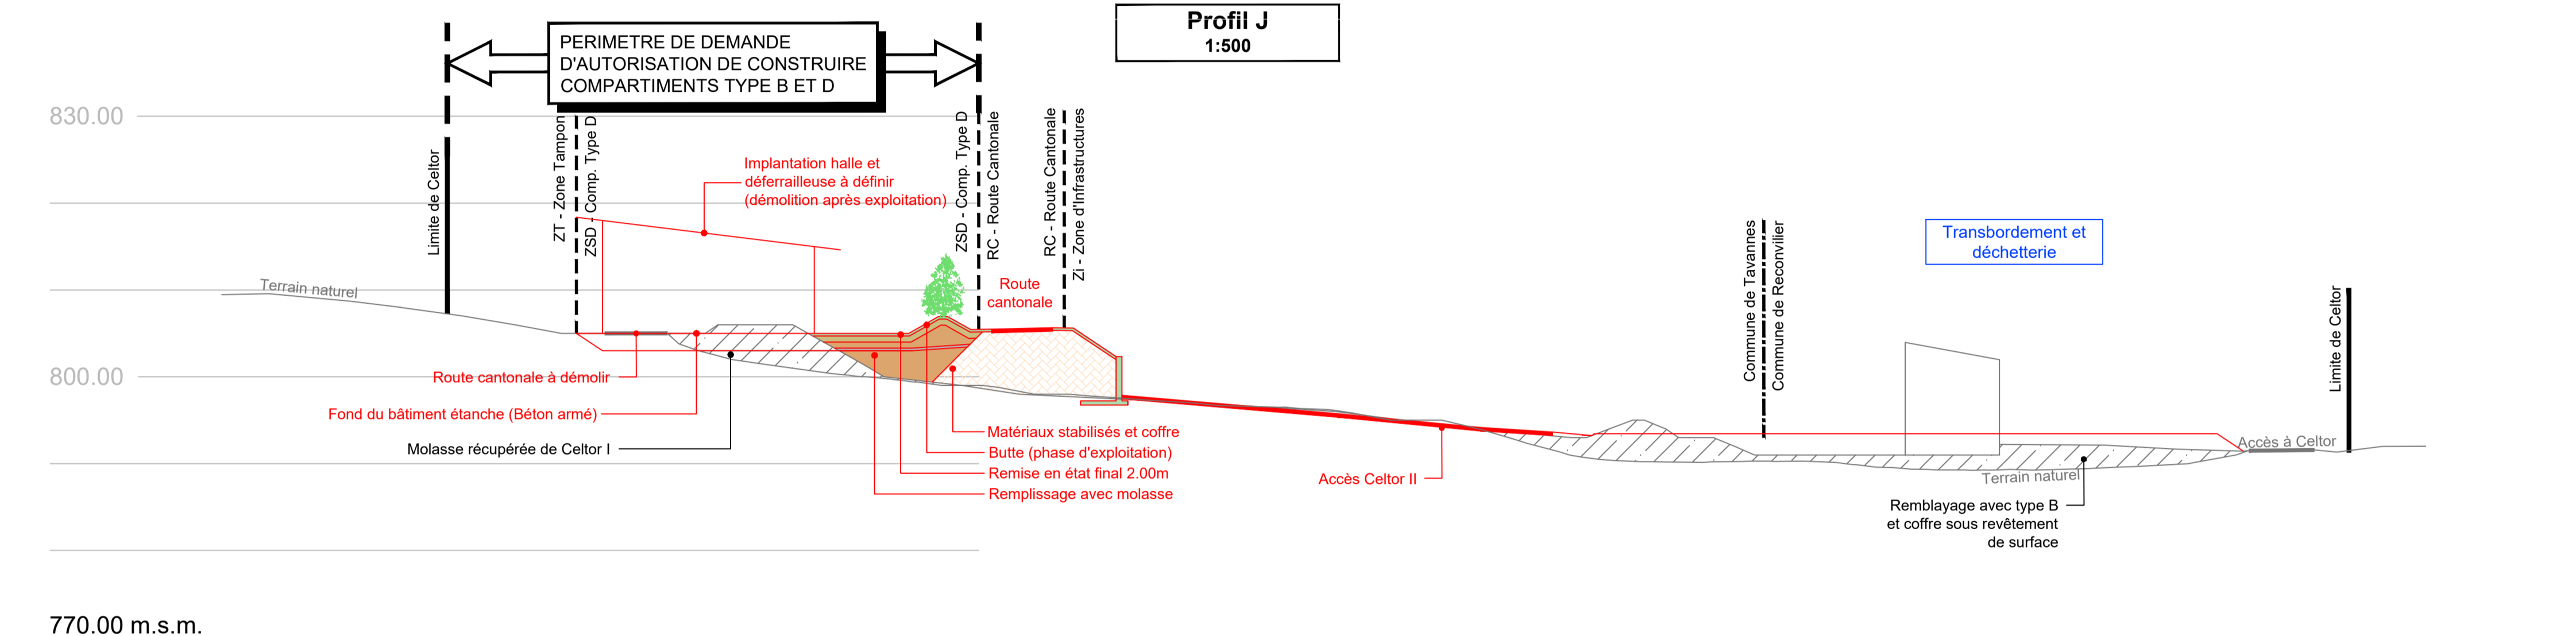 Profil J
1:500
PERIMETRE DE DEMANDE
D'AUTORISATION DE CONSTRUIRE
COMPARTIMENTS TYPE B ET D
830.00
Limite de Celtor
ZT - Zone Tampon
ZSD - Comp. Type D
Implantation halle et
déferrailleuse à définir
(démolition après exploitation)
ZSD - Comp. Type D
RC - Route Cantonale
RC - Route Cantonale
Zi - Zone d'Infrastructures
Route
cantonale
Commune de Tavannes
Commune de Reconvilier
Transbordement et
déchetterie
Limite de Celtor
Terrain naturel
800.00
Route cantonale à démolir
Fond du bâtiment étanche (Béton armé)
Molasse récupérée de Celtor I
Matériaux stabilisés et coffre
Butte (phase d'exploitation)
Remise en état final 2.00m
Remplissage avec molasse
Accès Celtor II
Accès à Celtor
Terrain naturel
Remblayage avec type B
et coffre sous revêtement
de surface
770.00 m.s.m.